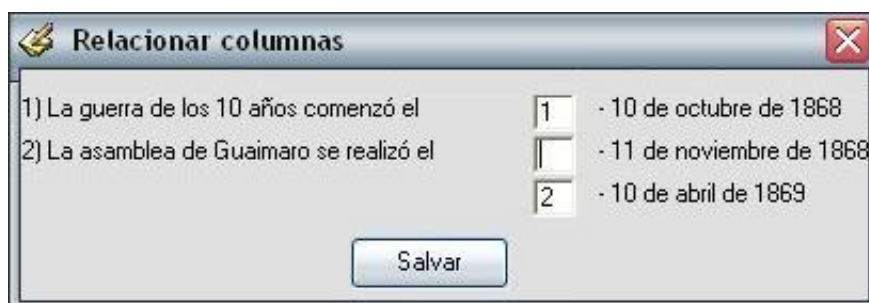 Relacionar columnas
1) La guerra de los 10 años comenzó el 1 - 10 de octubre de 1868
2) La asamblea de Guaimaro se realizó el - 11 de noviembre de 1868
2 - 10 de abril de 1869
Salvar